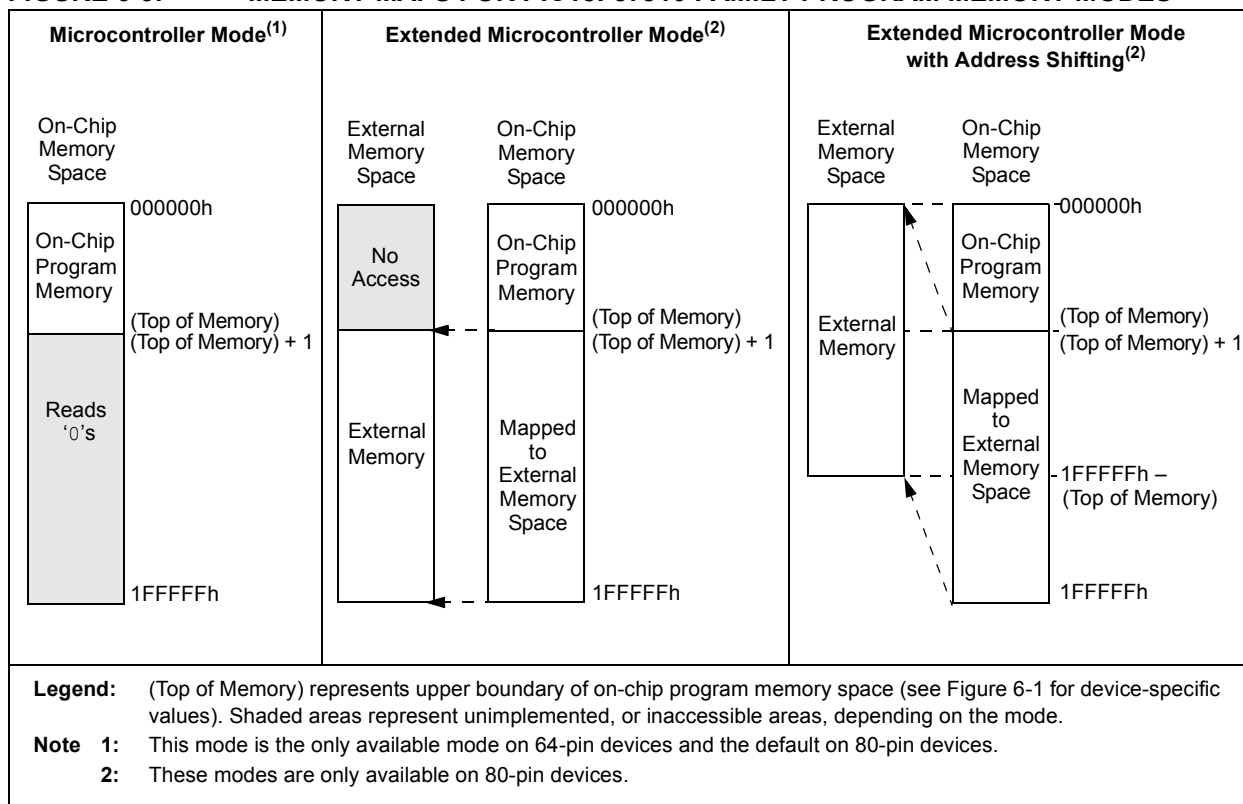 Microcontroller Mode(1)
On-Chip
Memory
Space
000000h
On-Chip
Program
Memory
(Top of Memory)
(Top of Memory) + 1
Reads
‘0’s
1FFFFFh
Extended Microcontroller Mode(2)
External
Memory
Space
On-Chip
Memory
Space
000000h
No
Access
On-Chip
Program
Memory
(Top of Memory)
(Top of Memory) + 1
External
Memory
Mapped
to
External
Memory
Space
1FFFFFh
Extended Microcontroller Mode
with Address Shifting(2)
External
Memory
Space
On-Chip
Memory
Space
000000h
On-Chip
Program
Memory
External
Memory
(Top of Memory)
(Top of Memory) + 1
Mapped
to
External
Memory
Space
1FFFFFh –
(Top of Memory)
1FFFFFh
Legend: (Top of Memory) represents upper boundary of on-chip program memory space (see Figure 6-1 for device-specific
values). Shaded areas represent unimplemented, or inaccessible areas, depending on the mode.
Note 1: This mode is the only available mode on 64-pin devices and the default on 80-pin devices.
2: These modes are only available on 80-pin devices.